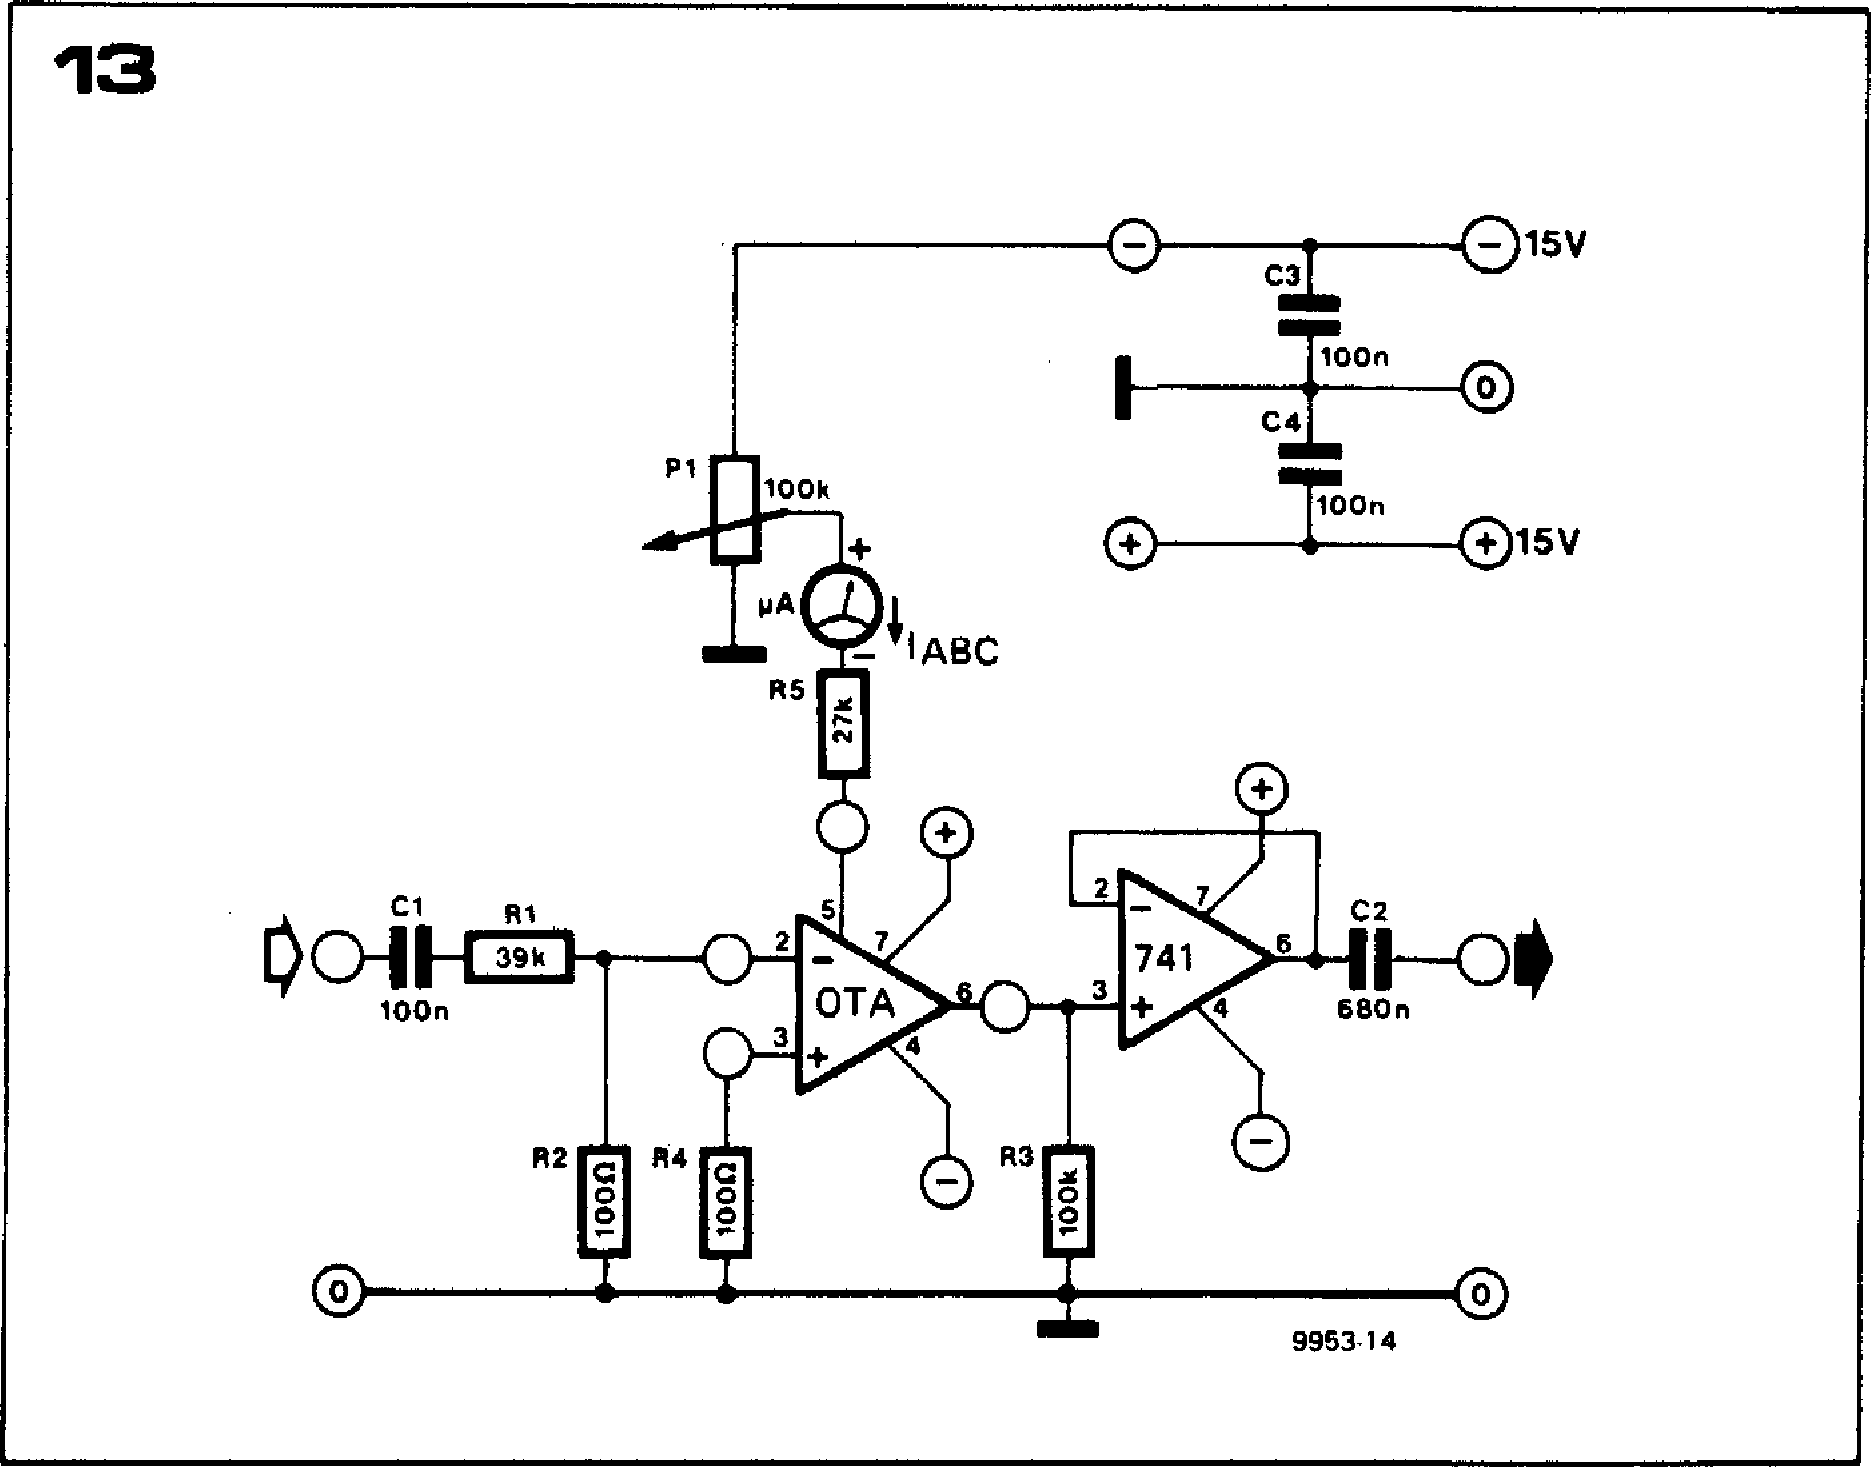 13
− 15V
C3
100n
0
C4
100n
+ + 15V
−
P1
100k
+
µA
IABC
−
R5
27k
+
+
C1
R1
39k
100n
5
7
2
−
OTA
3
+
6
4
−
2
−
7
741
3
+
6
4
−
C2
680n
R2
100Ω
R4
100Ω
R3
100k
0
0
9953-14